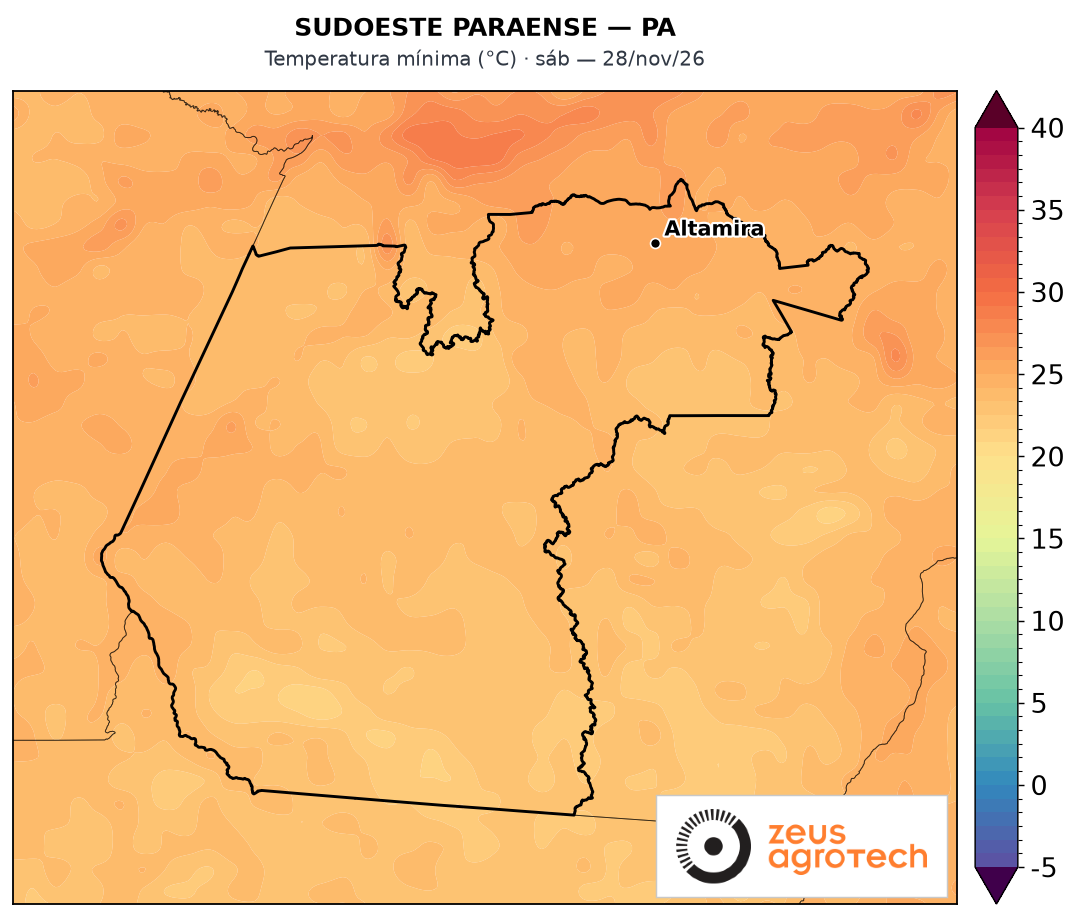 SUDOESTE PARAENSE — PA
Temperatura mínima (°C) · sáb — 28/nov/26
Altamira
40
35
30
25
20
15
10
5
0
-5
zeus
agrotech